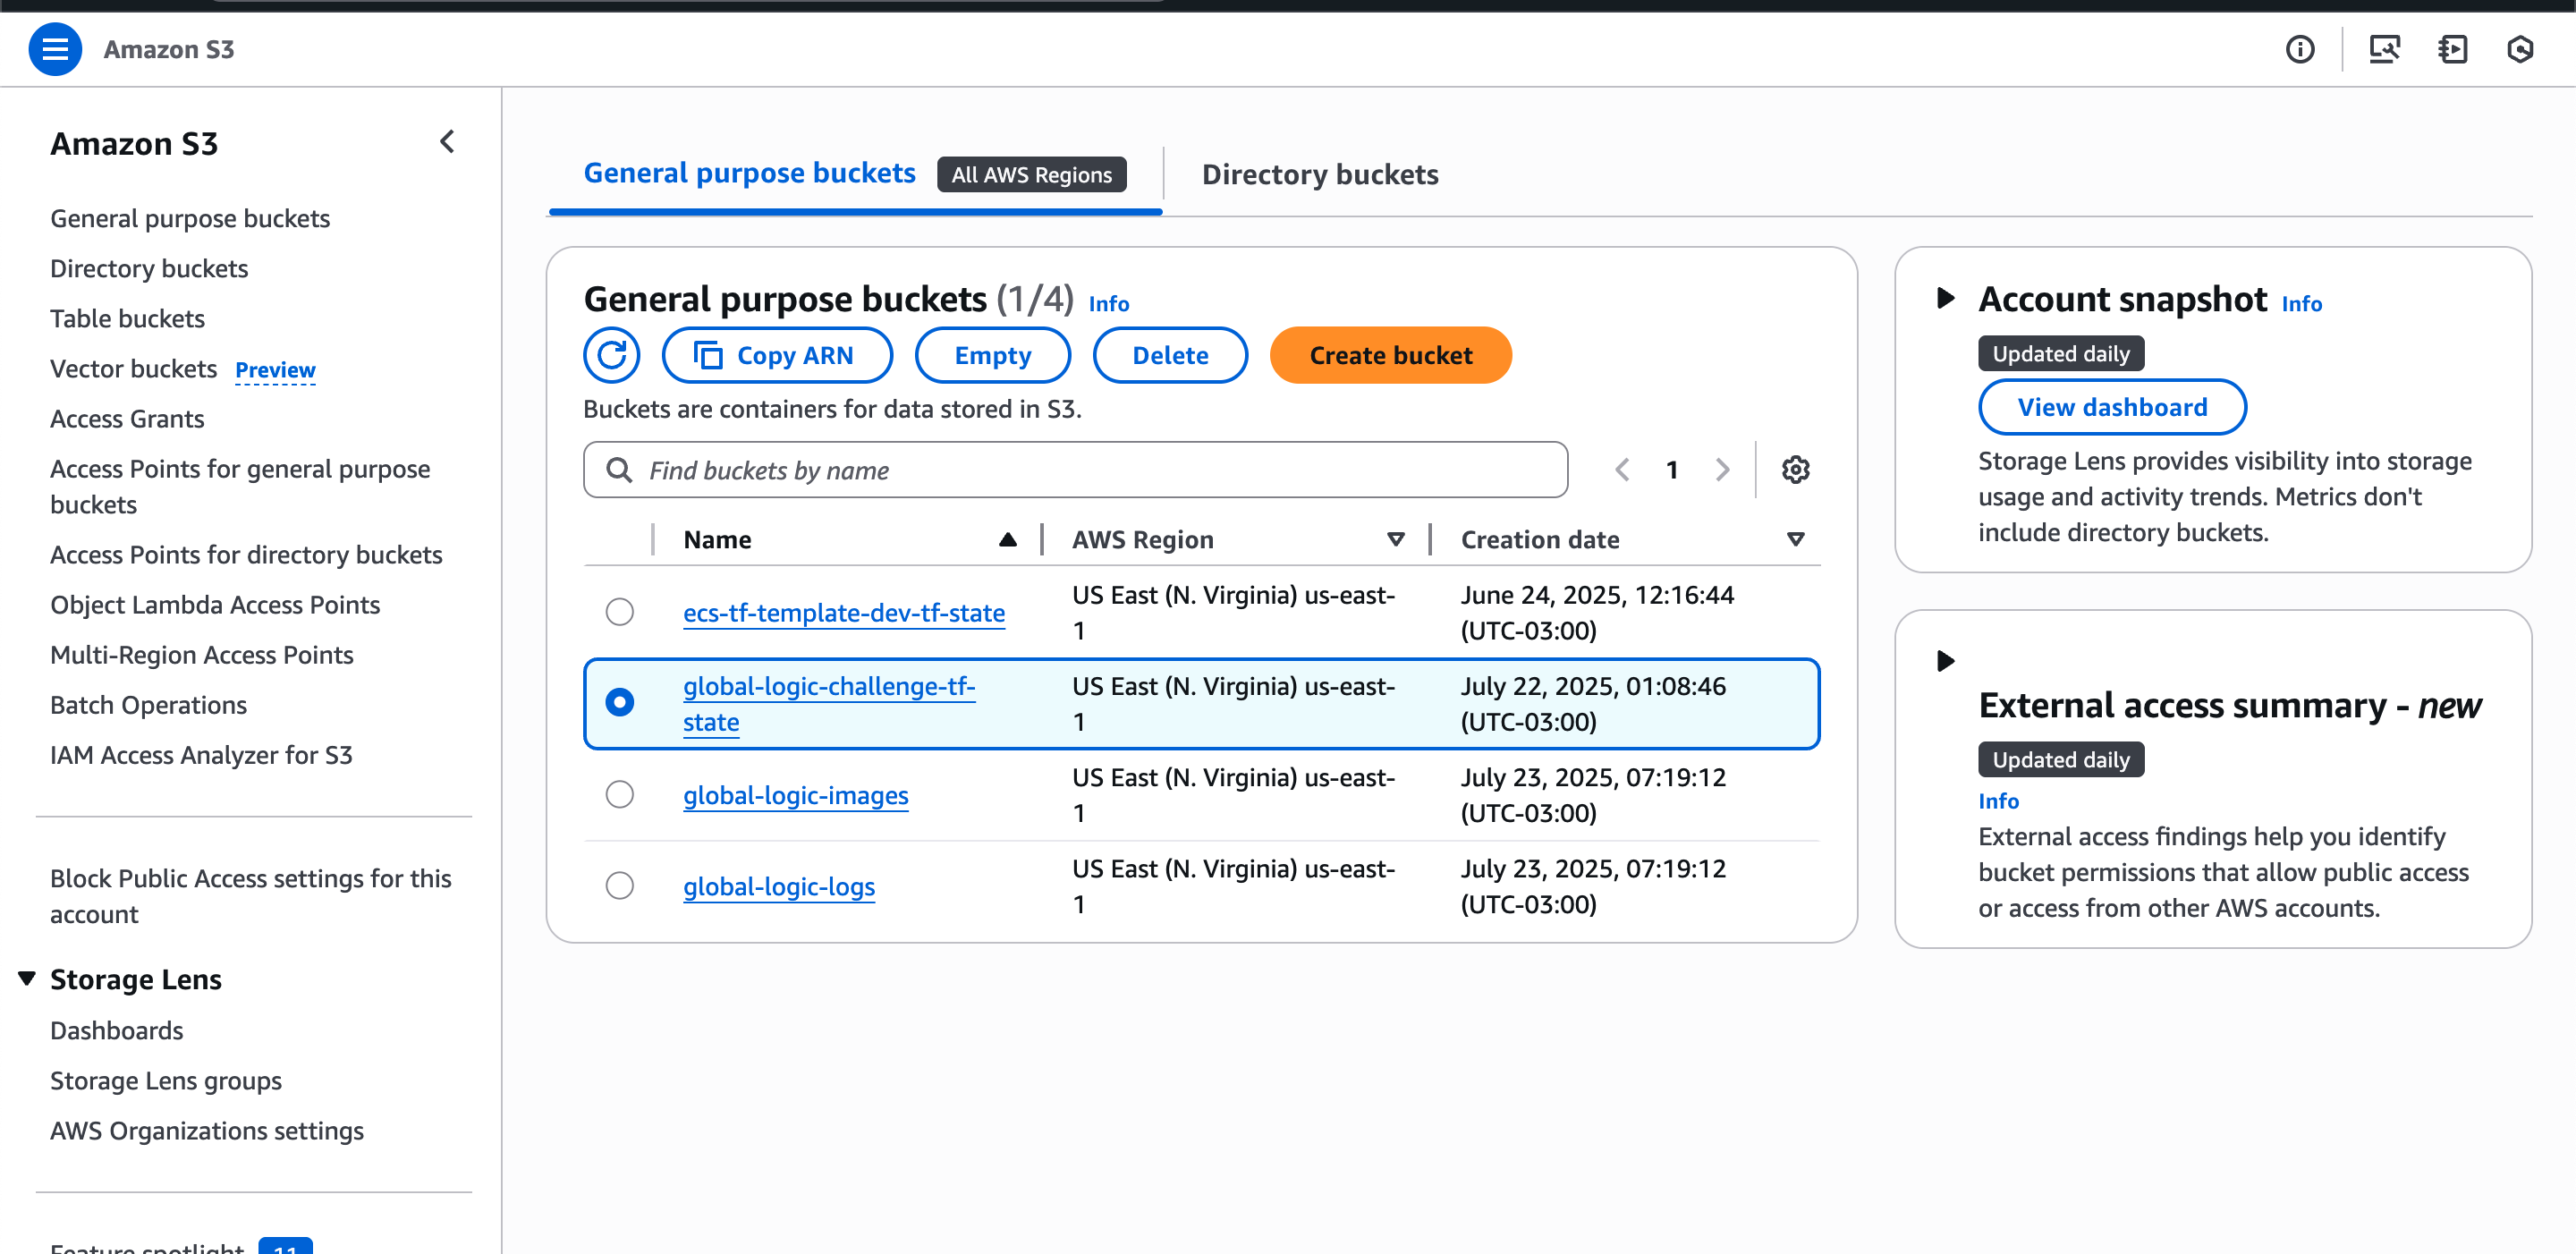 Amazon S3
Amazon S3
General purpose buckets
Directory buckets
Table buckets
Vector buckets Preview
Access Grants
Access Points for general purpose
buckets
Access Points for directory buckets
Object Lambda Access Points
Multi-Region Access Points
Batch Operations
IAM Access Analyzer for S3
Block Public Access settings for this
account
Storage Lens
Dashboards
Storage Lens groups
AWS Organizations settings
Feature spotlight 11
General purpose buckets All AWS Regions Directory buckets
General purpose buckets (1/4) Info
Copy ARN Empty Delete Create bucket
Buckets are containers for data stored in S3.
Find buckets by name 1
Name AWS Region Creation date
ecs-tf-template-dev-tf-state US East (N. Virginia) us-east-
1 June 24, 2025, 12:16:44
(UTC-03:00)
global-logic-challenge-tf-
state US East (N. Virginia) us-east-
1 July 22, 2025, 01:08:46
(UTC-03:00)
global-logic-images US East (N. Virginia) us-east-
1 July 23, 2025, 07:19:12
(UTC-03:00)
global-logic-logs US East (N. Virginia) us-east-
1 July 23, 2025, 07:19:12
(UTC-03:00)
Account snapshot Info
Updated daily
View dashboard
Storage Lens provides visibility into storage
usage and activity trends. Metrics don't
include directory buckets.
External access summary - new
Updated daily
Info
External access findings help you identify
bucket permissions that allow public access
or access from other AWS accounts.